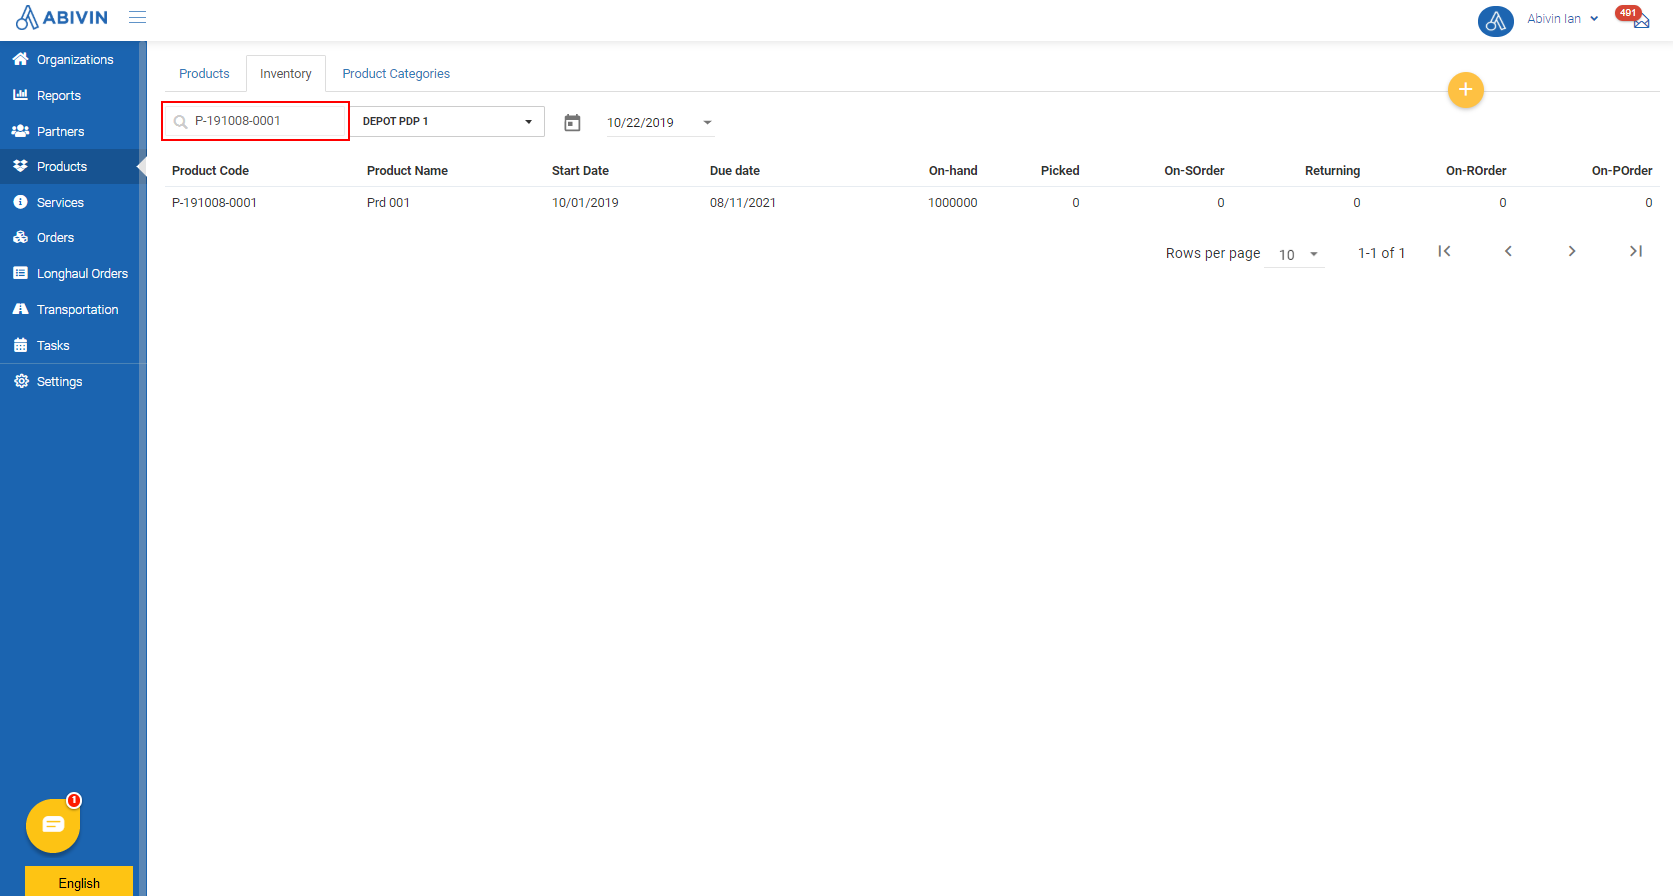 ABIVIN
Abivin Ian
491
Organizations
Reports
Partners
Products
Services
Orders
Longhaul Orders
Transportation
Tasks
Settings
1
English
Products Inventory Product Categories
+
P-191008-0001 DEPOT PDP 1 10/22/2019
Product Code Product Name Start Date Due date On-hand Picked On-SOrder Returning On-ROrder On-POrder
P-191008-0001 Prd 001 10/01/2019 08/11/2021 1000000 0 0 0 0 0
Rows per page 10 1-1 of 1